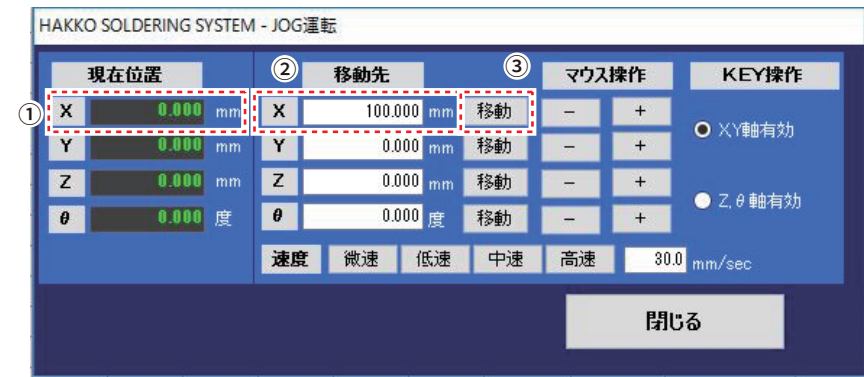 HAKKO SOLDERING SYSTEM - JOG運転
現在位置 ② 移動先 ③ マウス操作 KEY操作
① X 0.000 mm X 100.000 mm 移動 − +
X,Y軸有効
Y 0.000 mm Y 0.000 mm 移動 − +
Z 0.000 mm Z 0.000 mm 移動 − +
Z,θ軸有効
θ 0.000 度 θ 0.000 度 移動 − +
速度 微速 低速 中速 高速 30.0 mm/sec
閉じる